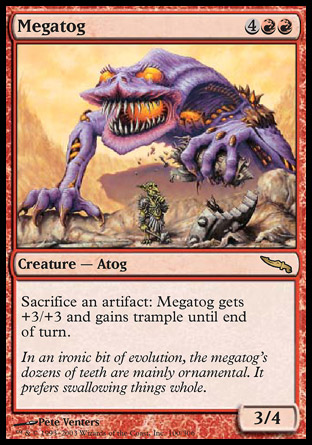 Megatog 4
Creature — Atog
Sacrifice an artifact: Megatog gets
+3/+3 and gains trample until end
of turn.
In an ironic bit of evolution, the megatog's
dozens of teeth are mainly ornamental. It
prefers swallowing things whole.
Pete Venters
3/4